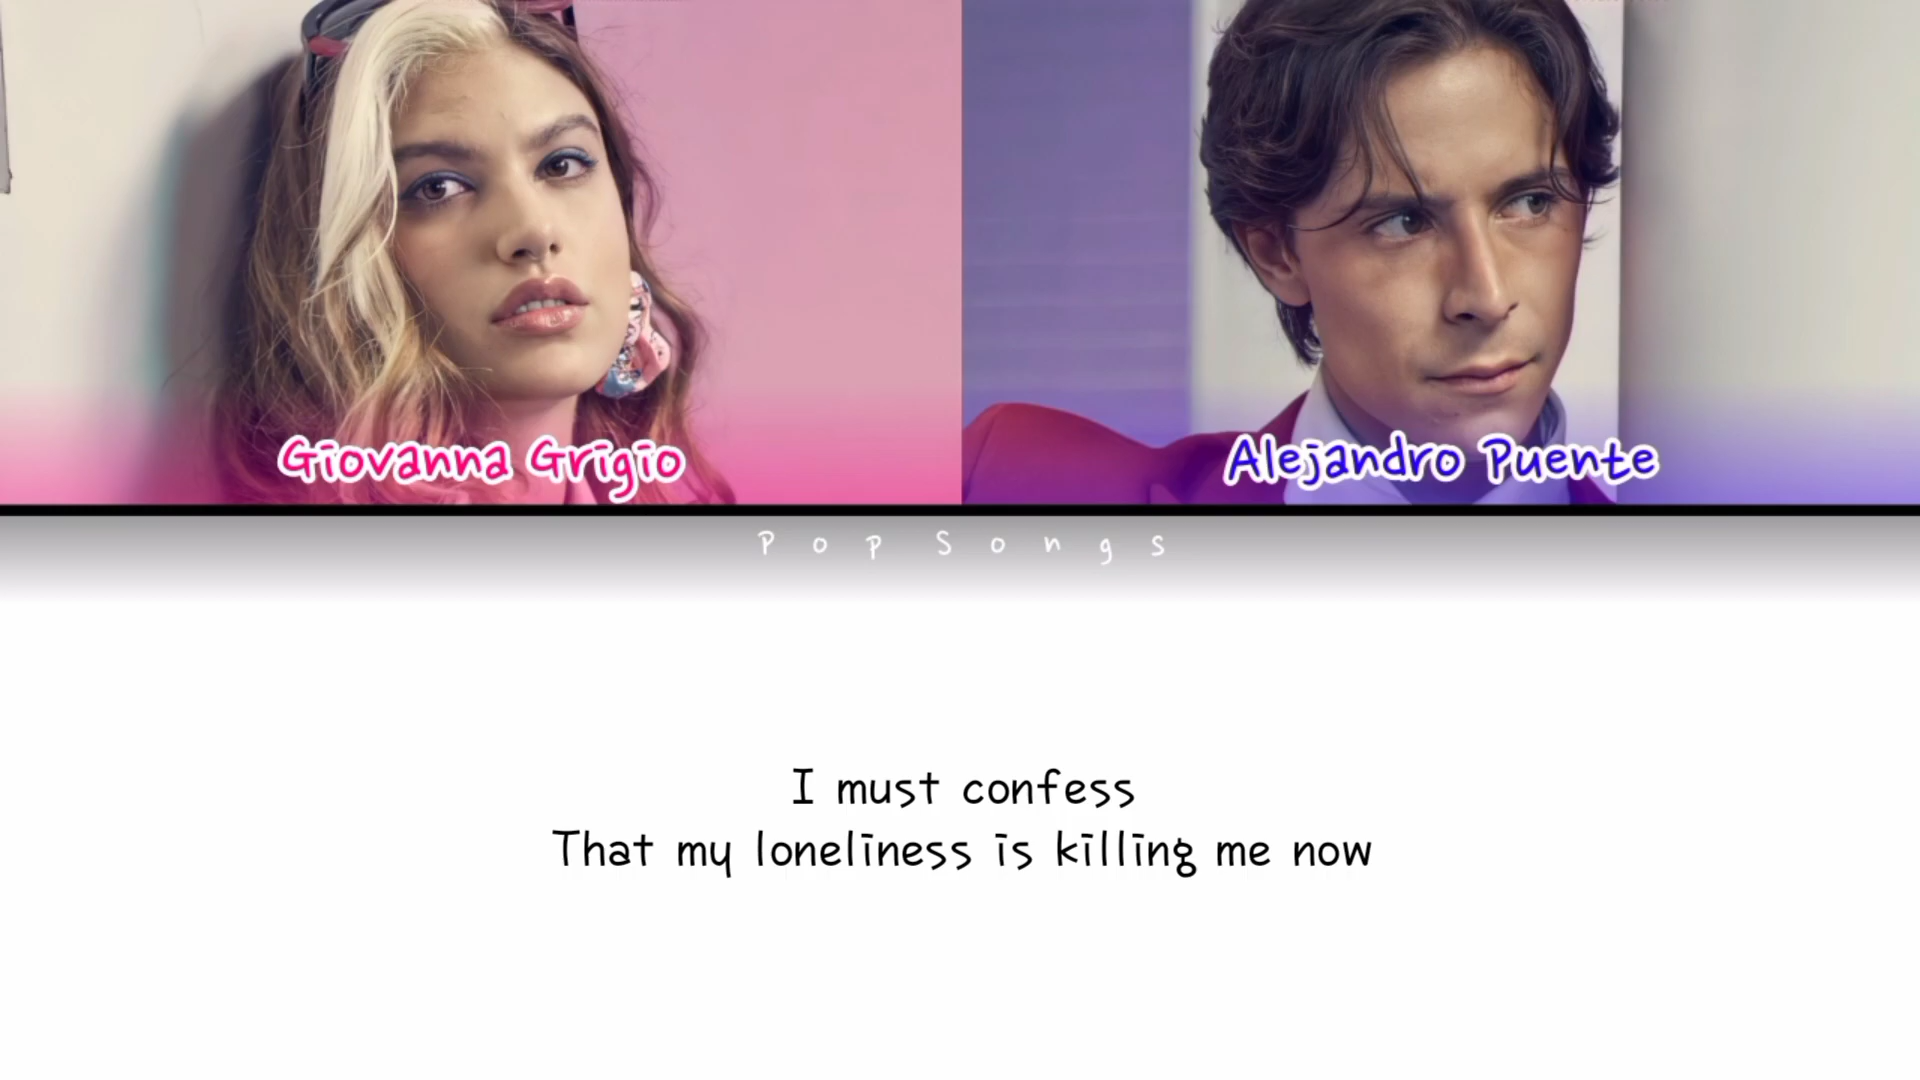 Giovanna Grigio
Alejandro Puente
Pop Songs
I must confess
That my loneliness is killing me now